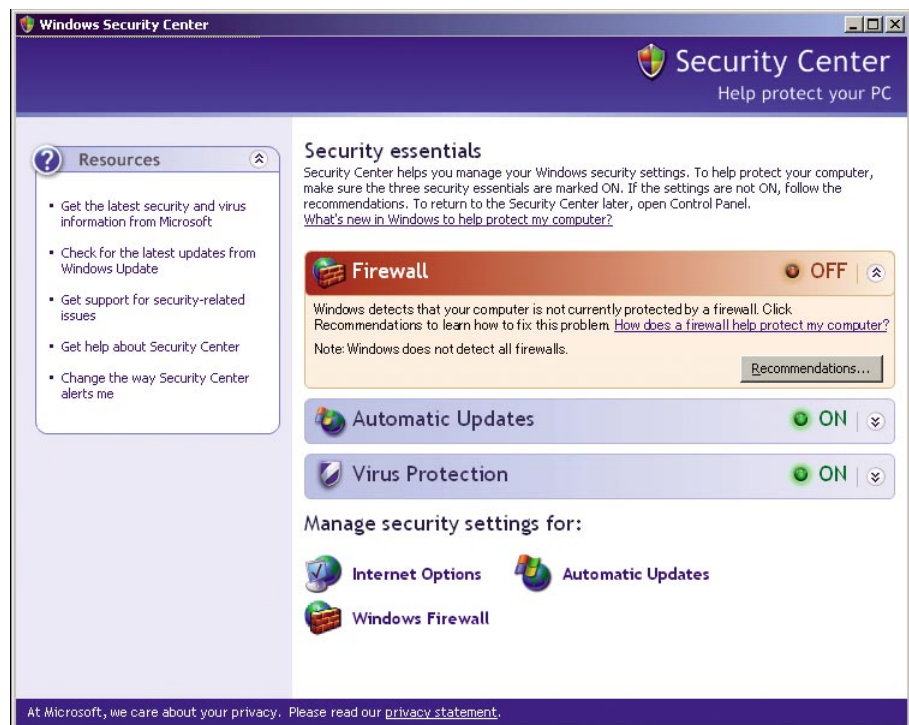 Windows Security Center
Security Center
Help protect your PC
Resources
Get the latest security and virus
information from Microsoft
Check for the latest updates from
Windows Update
Get support for security-related
issues
Get help about Security Center
Change the way Security Center
alerts me
Security essentials
Security Center helps you manage your Windows security settings. To help protect your computer,
make sure the three security essentials are marked ON. If the settings are not ON, follow the
recommendations. To return to the Security Center later, open Control Panel.
What's new in Windows to help protect my computer?
Firewall OFF
Windows detects that your computer is not currently protected by a firewall. Click
Recommendations to learn how to fix this problem. How does a firewall help protect my computer?
Note: Windows does not detect all firewalls.
Recommendations...
Automatic Updates ON
Virus Protection ON
Manage security settings for:
Internet Options Automatic Updates
Windows Firewall
At Microsoft, we care about your privacy. Please read our privacy statement.